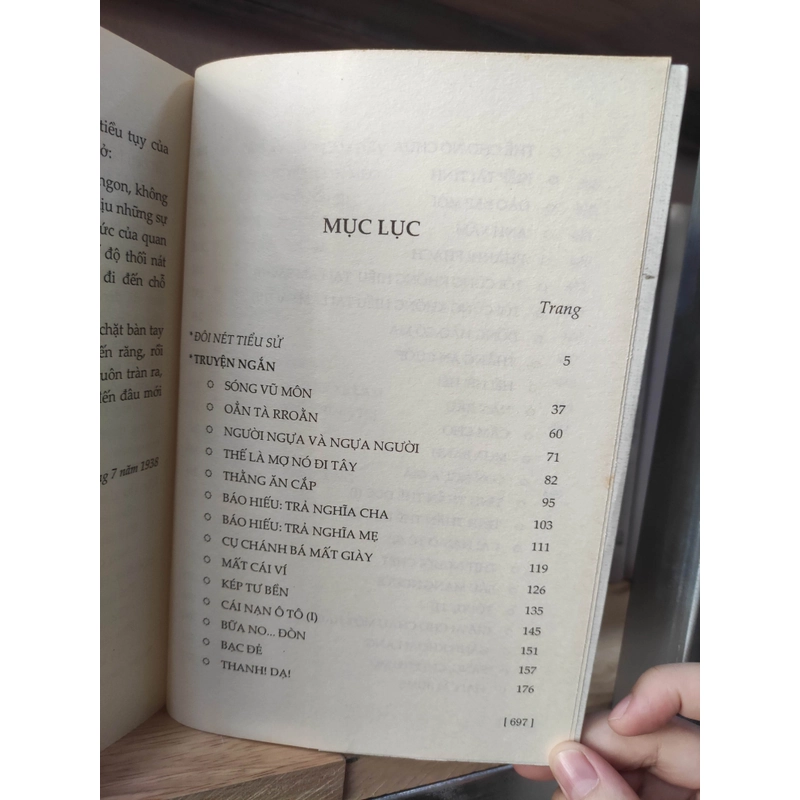 tiểu tụy của
ở:
ngon, không
ịu những sự
ức của quan
độ thối nát
đi đến chỗ
chặt bàn tay
ến răng, rồi
uôn tràn ra,
đến đâu mới
g 7 năm 1938
MỤC LỤC
Trang
*ĐÔI NÉT TIỂU SỬ 5
*TRUYỆN NGẮN
SÓNG VŨ MÔN 37
OẲN TÀ RROẰN 60
NGƯỜI NGỰA VÀ NGỰA NGƯỜI 71
THẾ LÀ MỢ NÓ ĐI TÂY 82
THẰNG ĂN CẮP 95
BÁO HIẾU: TRẢ NGHĨA CHA 103
BÁO HIẾU: TRẢ NGHĨA MẸ 111
CỤ CHÁNH BÁ MẤT GIÀY 119
MẤT CÁI VÍ 126
KÉP TƯ BỀN 135
CÁI NẠN Ô TÔ (I) 145
BỮA NO... ĐÒN 151
BẠC ĐẺ 157
THANH! DẠ! 176
[ 697 ]